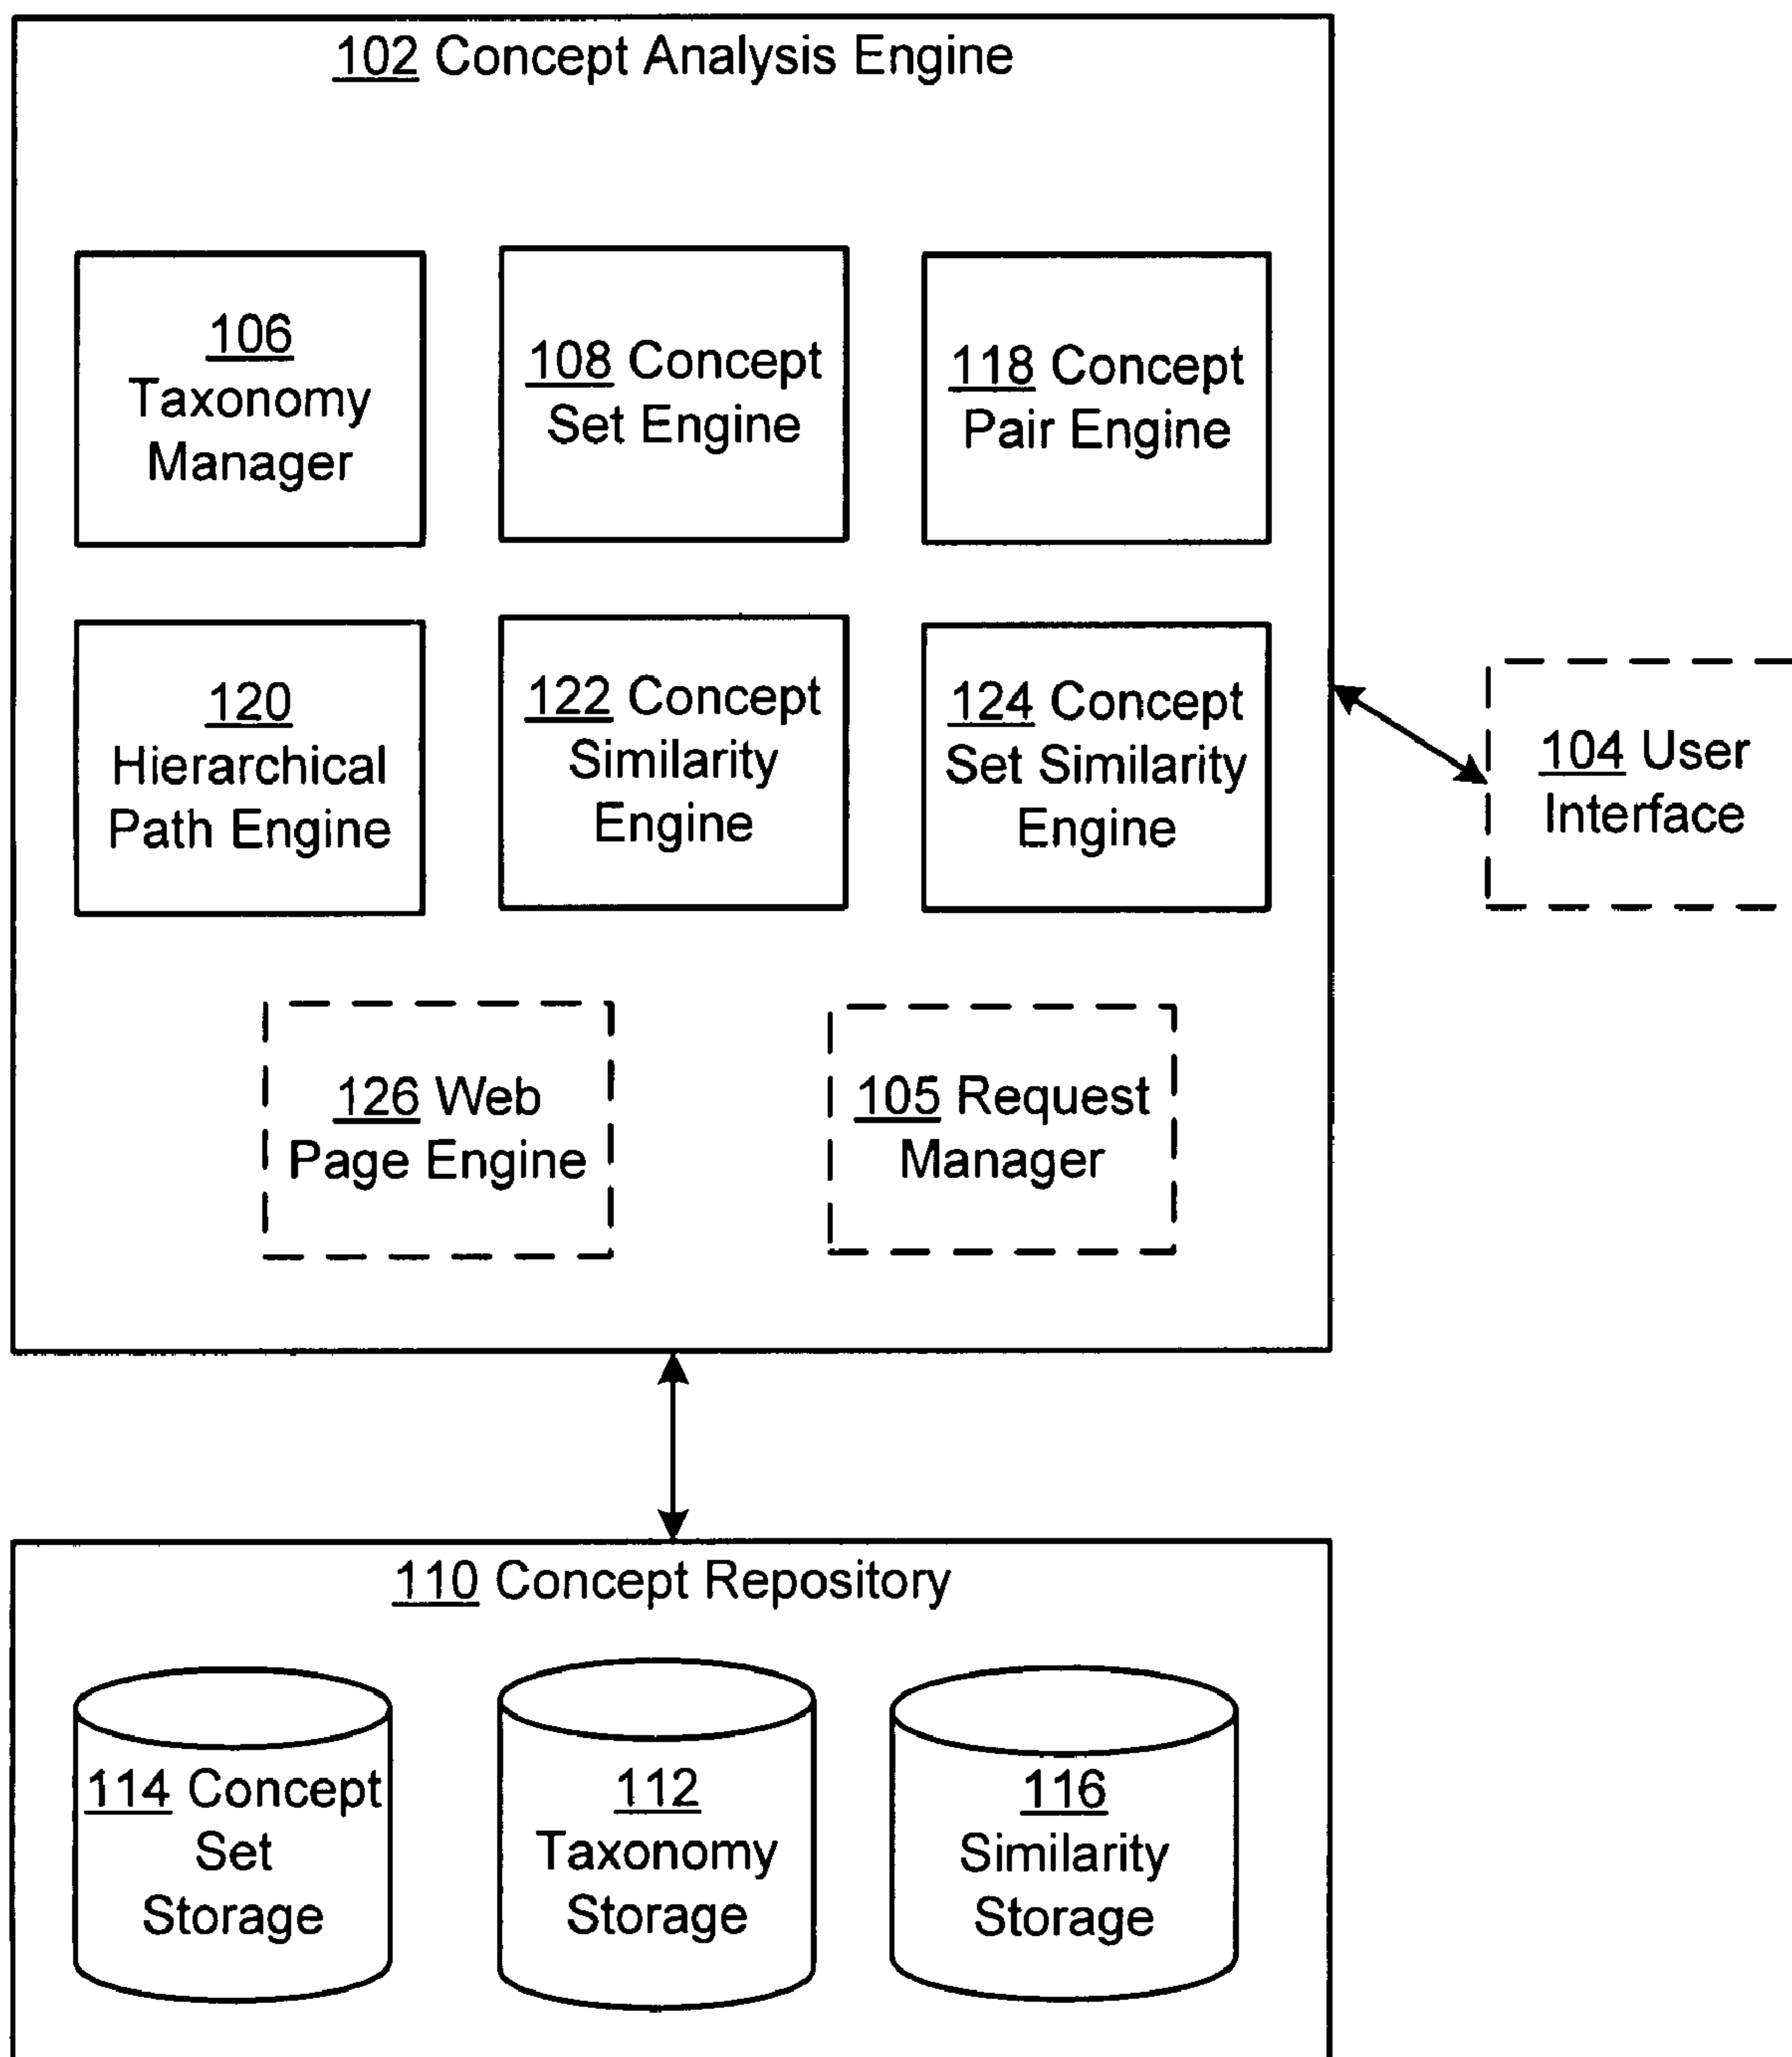 102 Concept Analysis Engine
106
Taxonomy
Manager
108 Concept
Set Engine
118 Concept
Pair Engine
120
Hierarchical
Path Engine
122 Concept
Similarity
Engine
124 Concept
Set Similarity
Engine
104 User
Interface
126 Web
Page Engine
105 Request
Manager
110 Concept Repository
114 Concept
Set
Storage
112
Taxonomy
Storage
116
Similarity
Storage